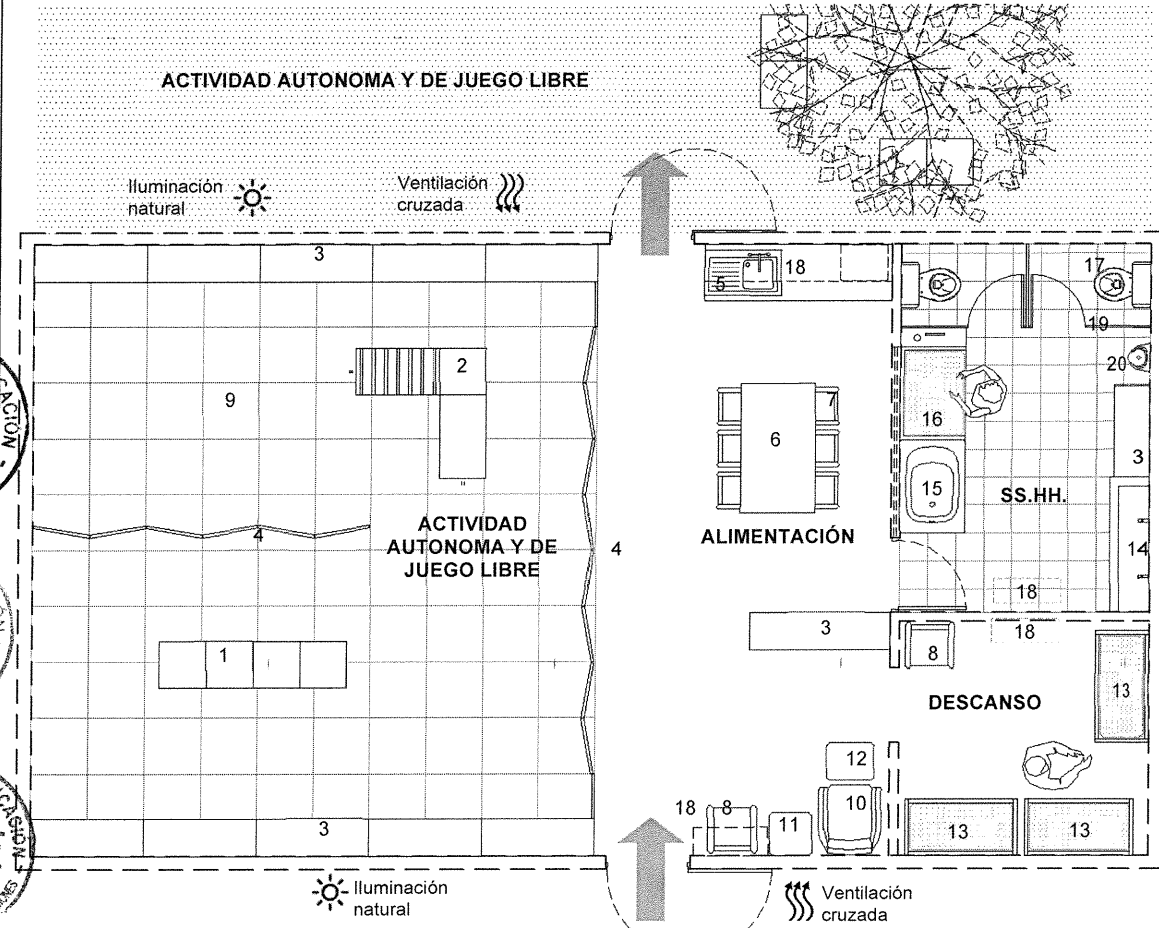 ACTIVIDAD AUTONOMA Y DE JUEGO LIBRE
Iluminación
natural
Ventilación
cruzada
3
18
5
17
19
20
2
9
7
6
16
3
15
SS.HH.
ACTIVIDAD
AUTONOMA Y DE
JUEGO LIBRE
4
4
ALIMENTACIÓN
14
18
18
3
8
1
13
DESCANSO
12
10
18
8
11
13
13
3
Iluminación
natural
Ventilación
cruzada
CACIÓN -